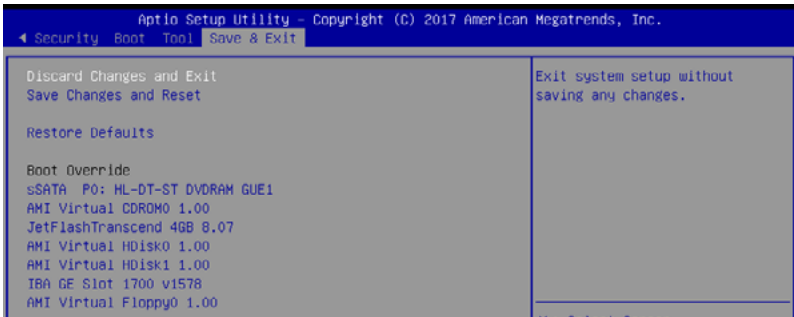 Aptio Setup Utility – Copyright (C) 2017 American Megatrends, Inc.
◄ Security Boot Tool Save & Exit
Discard Changes and Exit
Save Changes and Reset
Restore Defaults
Boot Override
sSATA P0: HL-DT-ST DVDRAM GUE1
AMI Virtual CDROM0 1.00
JetFlashTranscend 4GB 8.07
AMI Virtual HDisk0 1.00
AMI Virtual HDisk1 1.00
IBA GE Slot 1700 v1578
AMI Virtual Floppy0 1.00
Exit system setup without
saving any changes.